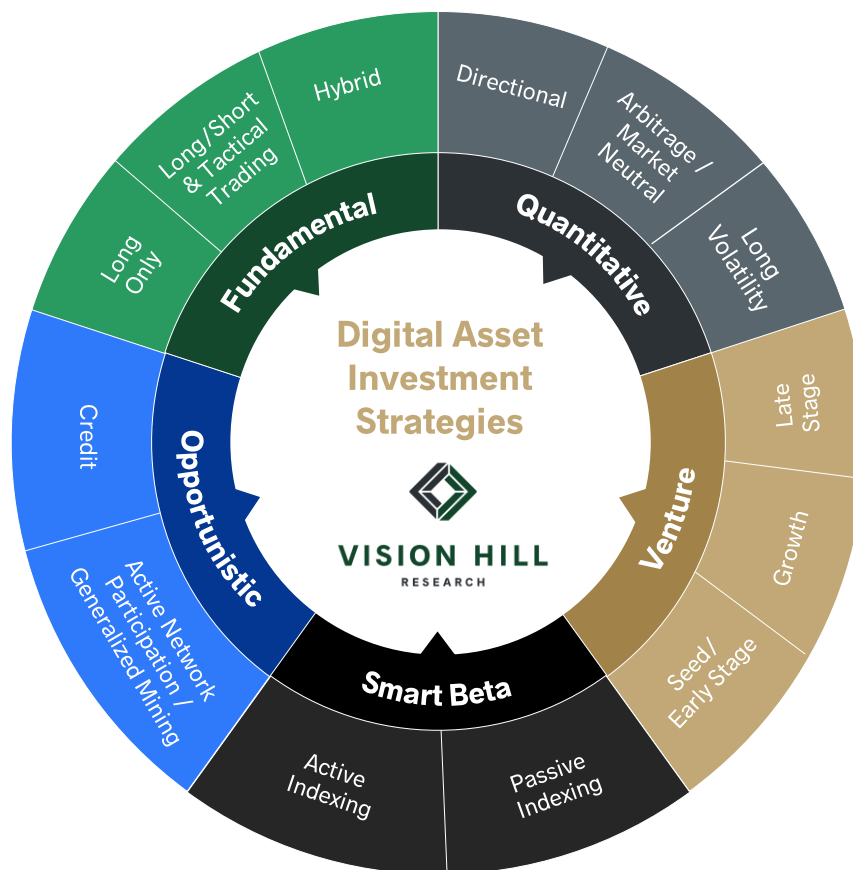 Digital Asset
Investment
Strategies
VISION HILL
RESEARCH
Fundamental
Long
Only
Long/Short
& Tactical
Trading
Hybrid
Quantitative
Directional
Arbitrage /
Market
Neutral
Long
Volatility
Venture
Late
Stage
Growth
Seed/
Early Stage
Smart Beta
Passive
Indexing
Active
Indexing
Opportunistic
Active Network
Participation /
Generalized Mining
Credit